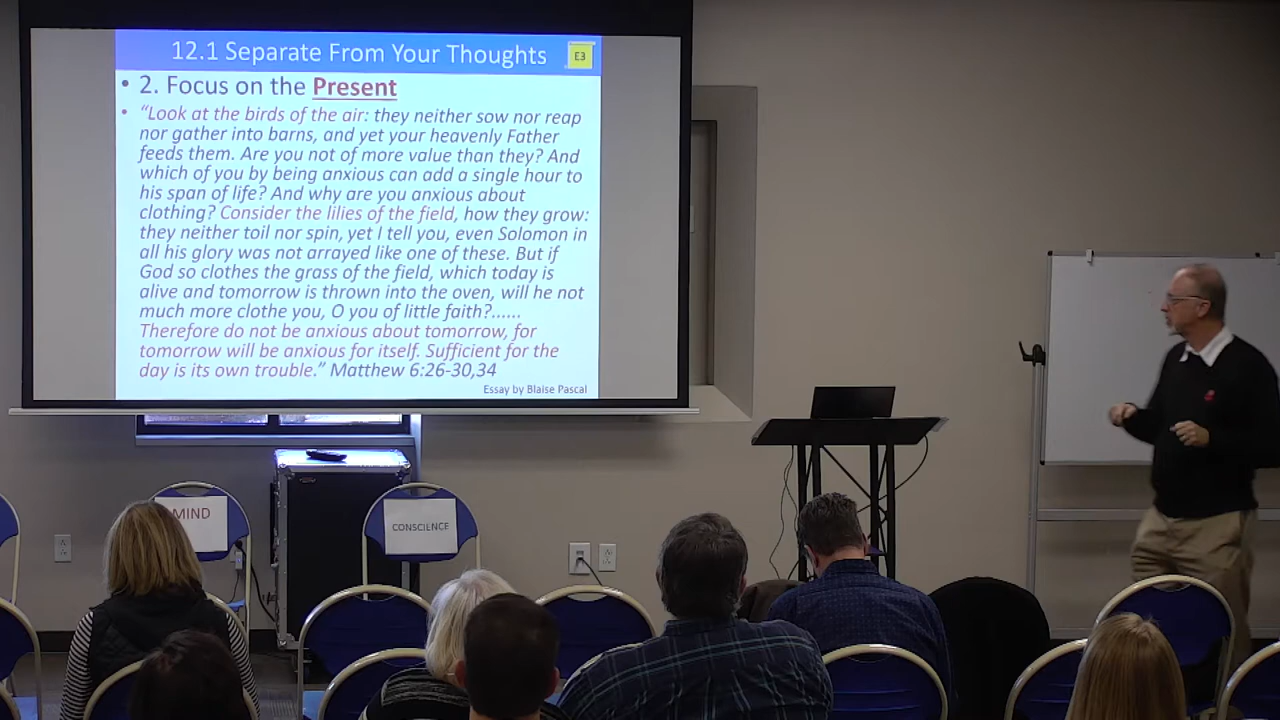 12.1 Separate From Your Thoughts
E3
• 2. Focus on the Present
• “Look at the birds of the air: they neither sow nor reap
nor gather into barns, and yet your heavenly Father
feeds them. Are you not of more value than they? And
which of you by being anxious can add a single hour to
his span of life? And why are you anxious about
clothing? Consider the lilies of the field, how they grow:
they neither toil nor spin, yet I tell you, even Solomon in
all his glory was not arrayed like one of these. But if
God so clothes the grass of the field, which today is
alive and tomorrow is thrown into the oven, will he not
much more clothe you, O you of little faith?......
Therefore do not be anxious about tomorrow, for
tomorrow will be anxious for itself. Sufficient for the
day is its own trouble.” Matthew 6:26-30,34
Essay by Blaise Pascal
MIND
CONSCIENCE